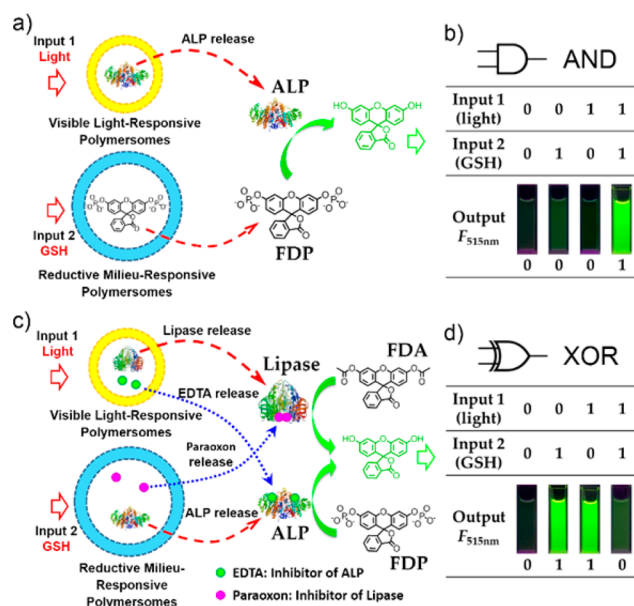 a)
Input 1
Light
ALP release
ALP
Visible Light-Responsive
Polymersomes
HO
O
OH
O
O
Input 2
GSH
FDP
Reductive Milieu-Responsive
Polymersomes
b)
AND
Input 1
(light)
0 0 1 1
Input 2
(GSH)
0 1 0 1
Output
F515nm
0 0 0 1
c)
Input 1
Light
Lipase release
Lipase
FDA
EDTA release
Visible Light-Responsive
Polymersomes
Paraoxon
release
HO
O
OH
O
O
Input 2
GSH
ALP release
ALP
FDP
Reductive Milieu-
Responsive
Polymersomes
EDTA: Inhibitor of ALP
Paraoxon: Inhibitor of Lipase
d)
XOR
Input 1
(light)
0 0 1 1
Input 2
(GSH)
0 1 0 1
Output
F515nm
0 1 1 0